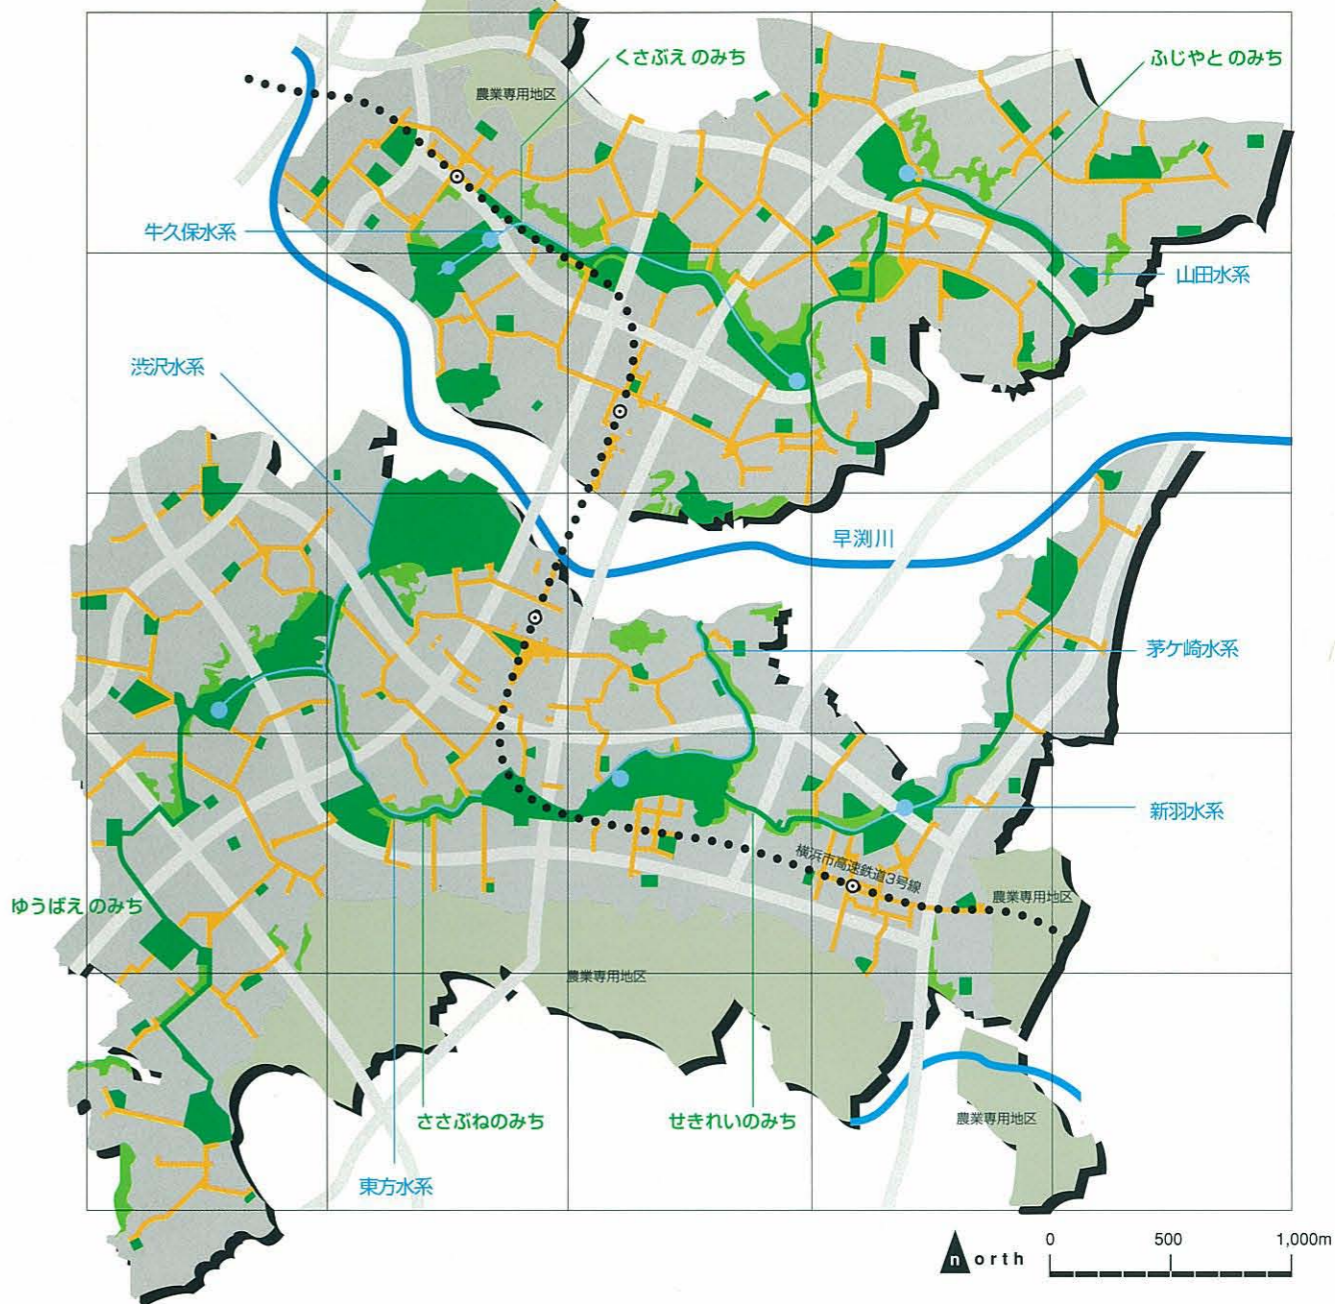 くさぶえ のみち
ふじやと のみち
農業専用地区
牛久保水系
山田水系
渋沢水系
早渕川
茅ケ崎水系
新羽水系
横浜市高速鉄道3号線
農業専用地区
ゆうばえ のみち
農業専用地区
ささぶねのみち
せきれいのみち
農業専用地区
東方水系
north
0 500 1,000m